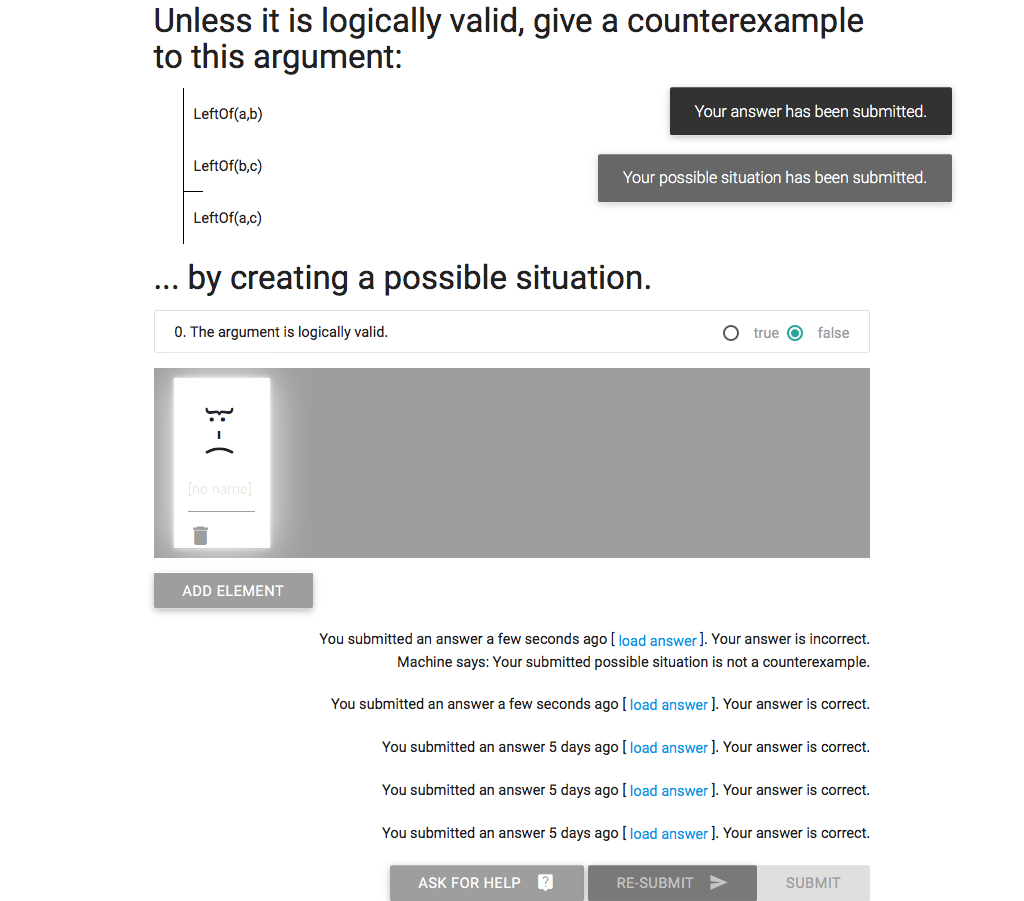 Unless it is logically valid, give a counterexample
to this argument:
LeftOf(a,b)
Your answer has been submitted.
LeftOf(b,c)
Your possible situation has been submitted.
LeftOf(a,c)
... by creating a possible situation.
0. The argument is logically valid.
true
false
[no name]
ADD ELEMENT
You submitted an answer a few seconds ago [ load answer ]. Your answer is incorrect.
Machine says: Your submitted possible situation is not a counterexample.
You submitted an answer a few seconds ago [ load answer ]. Your answer is correct.
You submitted an answer 5 days ago [ load answer ]. Your answer is correct.
You submitted an answer 5 days ago [ load answer ]. Your answer is correct.
You submitted an answer 5 days ago [ load answer ]. Your answer is correct.
ASK FOR HELP ?
RE-SUBMIT
SUBMIT